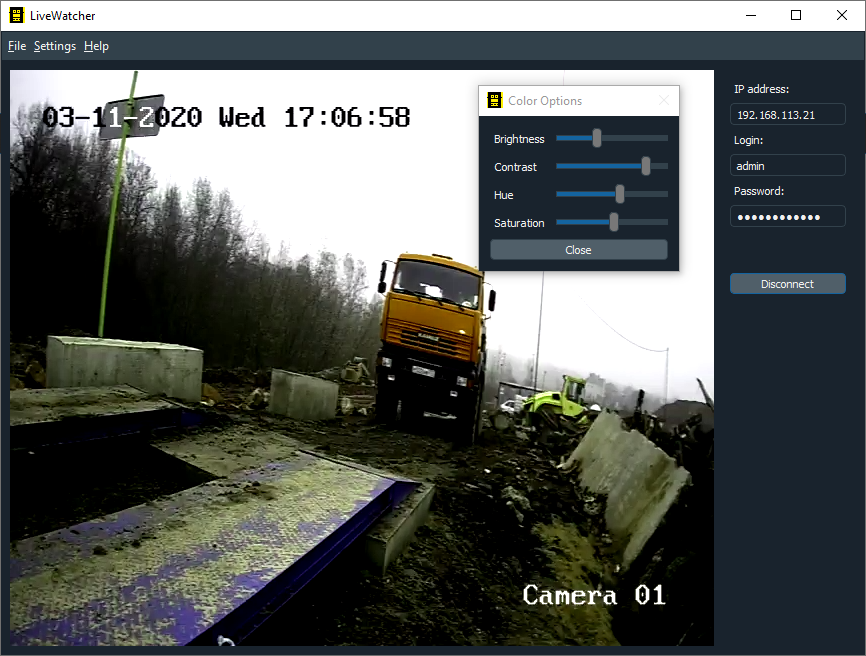 LiveWatcher
File Settings Help
03-11-2020 Wed 17:06:58
Color Options
Brightness
Contrast
Hue
Saturation
Close
IP address:
192.168.113.21
Login:
admin
Password:
●●●●●●●●●●●●
Disconnect
KAMAZ
Camera 01